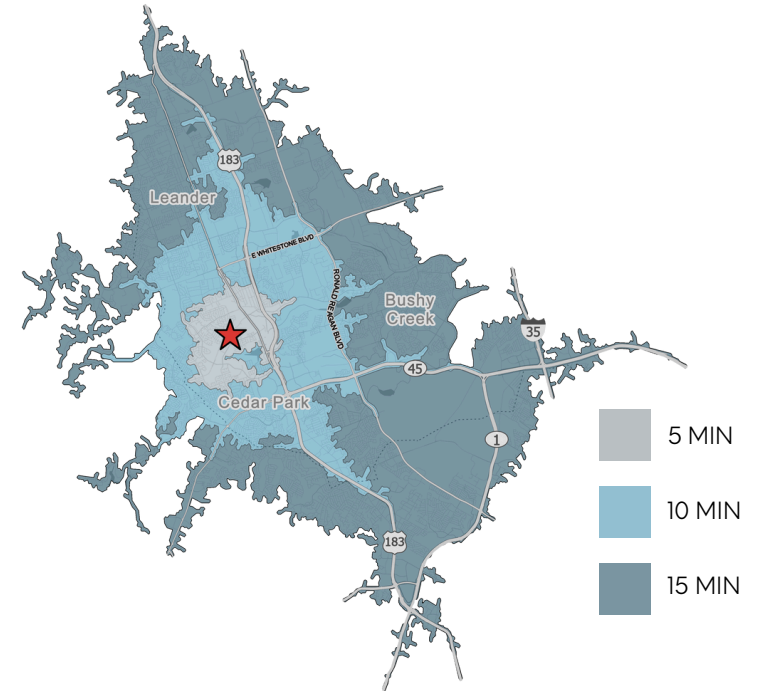 183
Leander
E WHITESTONE BLVD
RONALD REAGAN BLVD
Bushy
Creek
35
45
Cedar Park
1
183
5 MIN
10 MIN
15 MIN